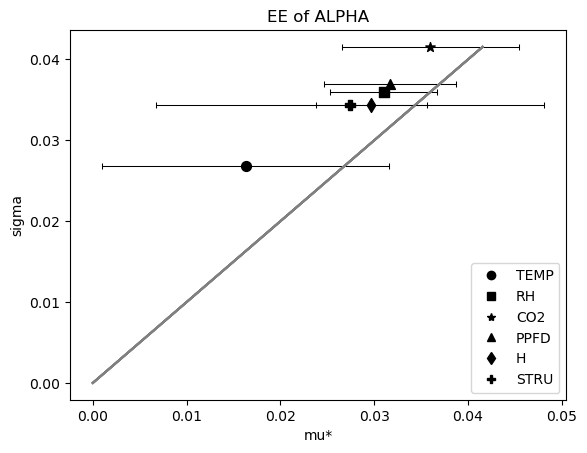 EE of ALPHA
sigma
0.04
0.03
0.02
0.01
0.00
TEMP
RH
CO2
PPFD
H
STRU
0.00 0.01 0.02 0.03 0.04 0.05
mu*